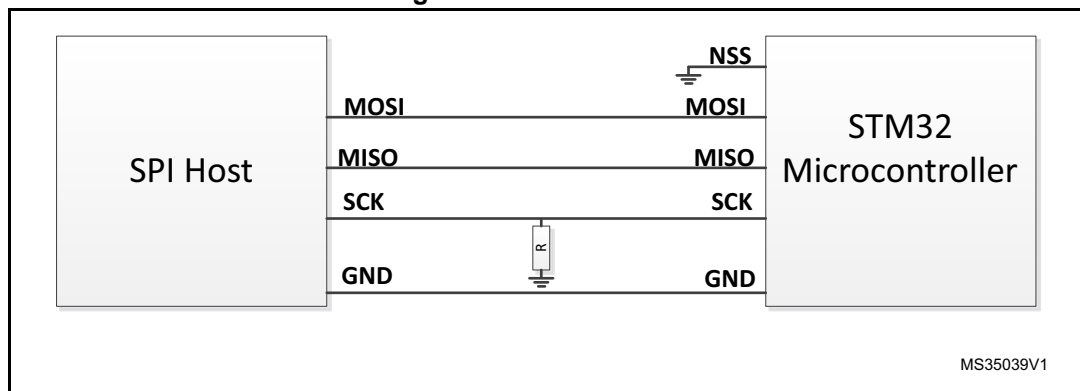 NSS
MOSI MOSI
STM32
SPI Host MISO MISO Microcontroller
SCK SCK
R
GND GND
MS35039V1